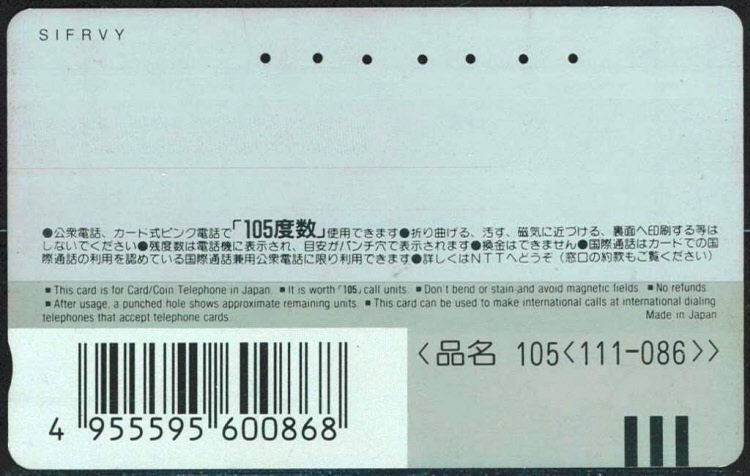 SIFRVY
●公衆電話、カード式ピンク電話で「105度数」使用できます●折り曲げる、汚す、磁気に近づける、裏面へ印刷する等は
しないでください●残度数は電話機に表示され、目安がパンチ穴で表示されます●換金はできません●国際通話はカードでの国
際通話の利用を認めている国際通話兼用公衆電話に限り利用できます●詳しくはNTTへどうぞ(窓口の約款もご覧ください)
■ This card is for Card/Coin Telephone in Japan. ■ It is worth「105」call units. ■ Don't bend or stain and avoid magnetic fields. ■ No refunds
■ After usage, a punched hole shows approximate remaining units. ■ This card can be used to make international calls at international dialing
telephones that accept telephone cards.
Made in Japan
<品名 105<111-086>>
4 955595 600868